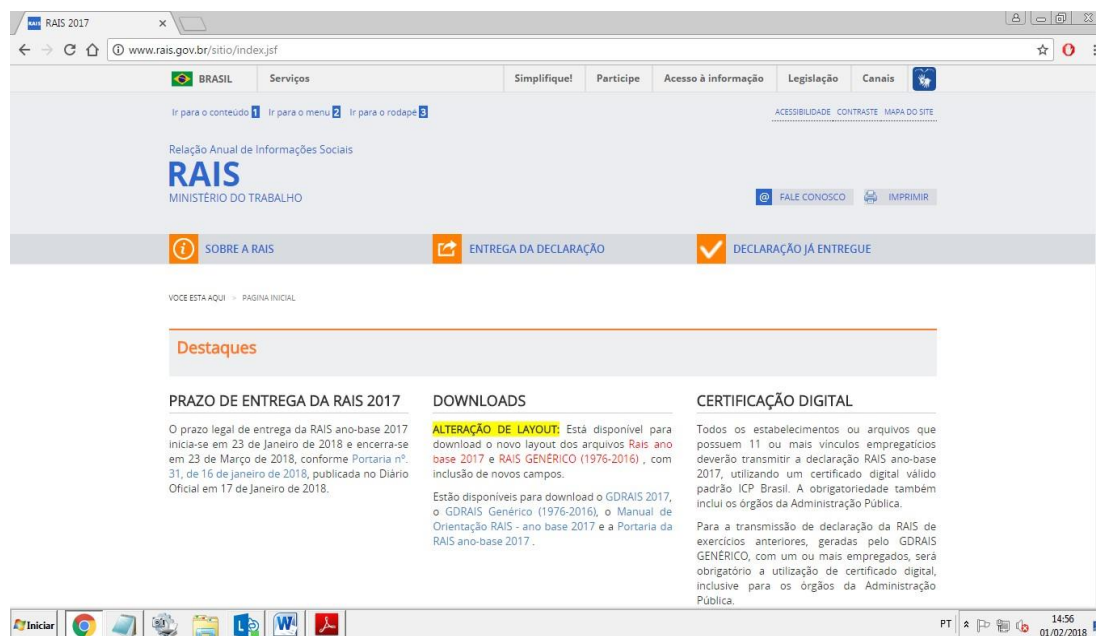 RAIS RAIS 2017
www.rais.gov.br/sitio/index.jsf
BRASIL Serviços Simplifique! Participe Acesso à informação Legislação Canais
Ir para o conteúdo 1 Ir para o menu 2 Ir para o rodapé 3
ACESSIBILIDADE CONTRASTE MAPA DO SITE
Relação Anual de Informações Sociais
RAIS
MINISTÉRIO DO TRABALHO
@ FALE CONOSCO IMPRIMIR
SOBRE A RAIS ENTREGA DA DECLARAÇÃO DECLARAÇÃO JÁ ENTREGUE
VOCE ESTA AQUI > PAGINA INICIAL
Destaques
PRAZO DE ENTREGA DA RAIS 2017
O prazo legal de entrega da RAIS ano-base 2017
inicia-se em 23 de Janeiro de 2018 e encerra-se
em 23 de Março de 2018, conforme Portaria nº.
31, de 16 de janeiro de 2018, publicada no Diário
Oficial em 17 de Janeiro de 2018.
DOWNLOADS
ALTERAÇÃO DE LAYOUT: Está disponível para
download o novo layout dos arquivos Rais ano
base 2017 e RAIS GENÉRICO (1976-2016) , com
inclusão de novos campos.
Estão disponíveis para download o GDRAIS 2017,
o GDRAIS Genérico (1976-2016), o Manual de
Orientação RAIS - ano base 2017 e a Portaria da
RAIS ano-base 2017 .
CERTIFICAÇÃO DIGITAL
Todos os estabelecimentos ou arquivos que
possuem 11 ou mais vínculos empregatícios
deverão transmitir a declaração RAIS ano-base
2017, utilizando um certificado digital válido
padrão ICP Brasil. A obrigatoriedade também
inclui os órgãos da Administração Pública.
Para a transmissão de declaração da RAIS de
exercícios anteriores, geradas pelo GDRAIS
GENÉRICO, com um ou mais empregados, será
obrigatório a utilização de certificado digital,
inclusive para os órgãos da Administração
Pública.
Iniciar
PT
14:56
01/02/2018